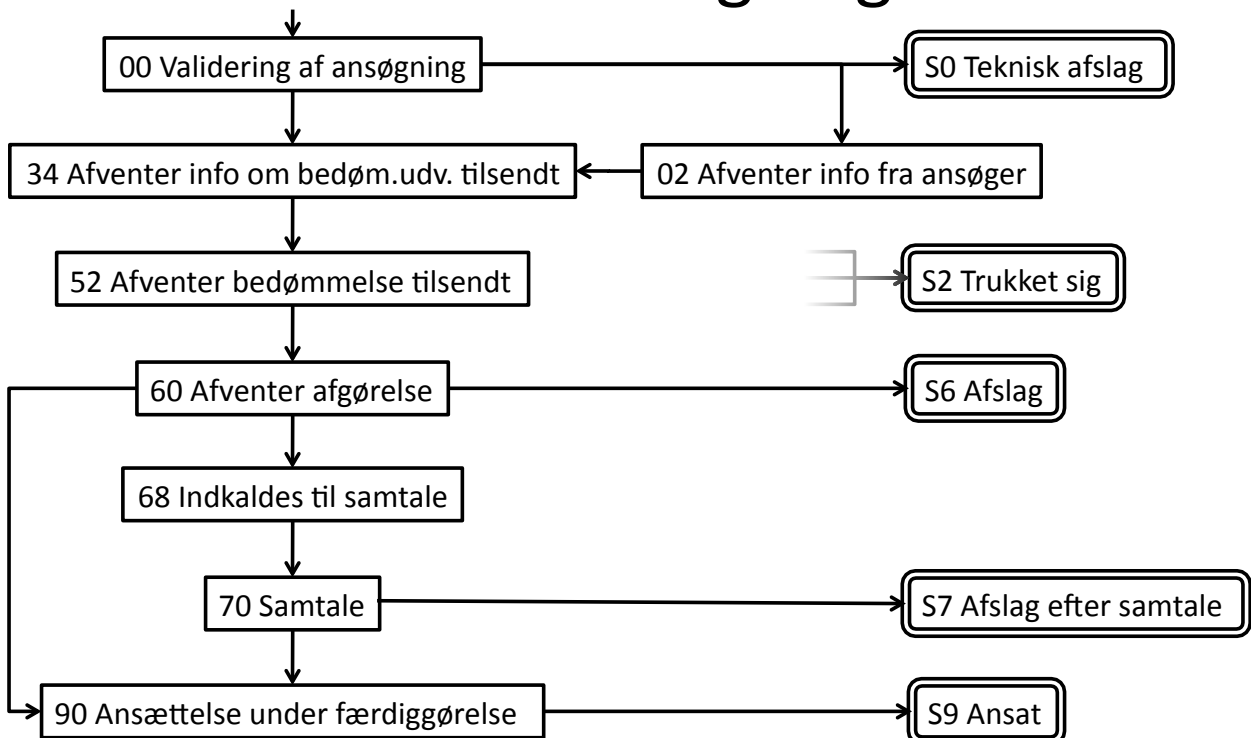 00 Validering af ansøgning
S0 Teknisk afslag
34 Afventer info om bedøm.udv. tilsendt
02 Afventer info fra ansøger
52 Afventer bedømmelse tilsendt
S2 Trukket sig
60 Afventer afgørelse
S6 Afslag
68 Indkaldes til samtale
70 Samtale
S7 Afslag efter samtale
90 Ansættelse under færdiggørelse
S9 Ansat